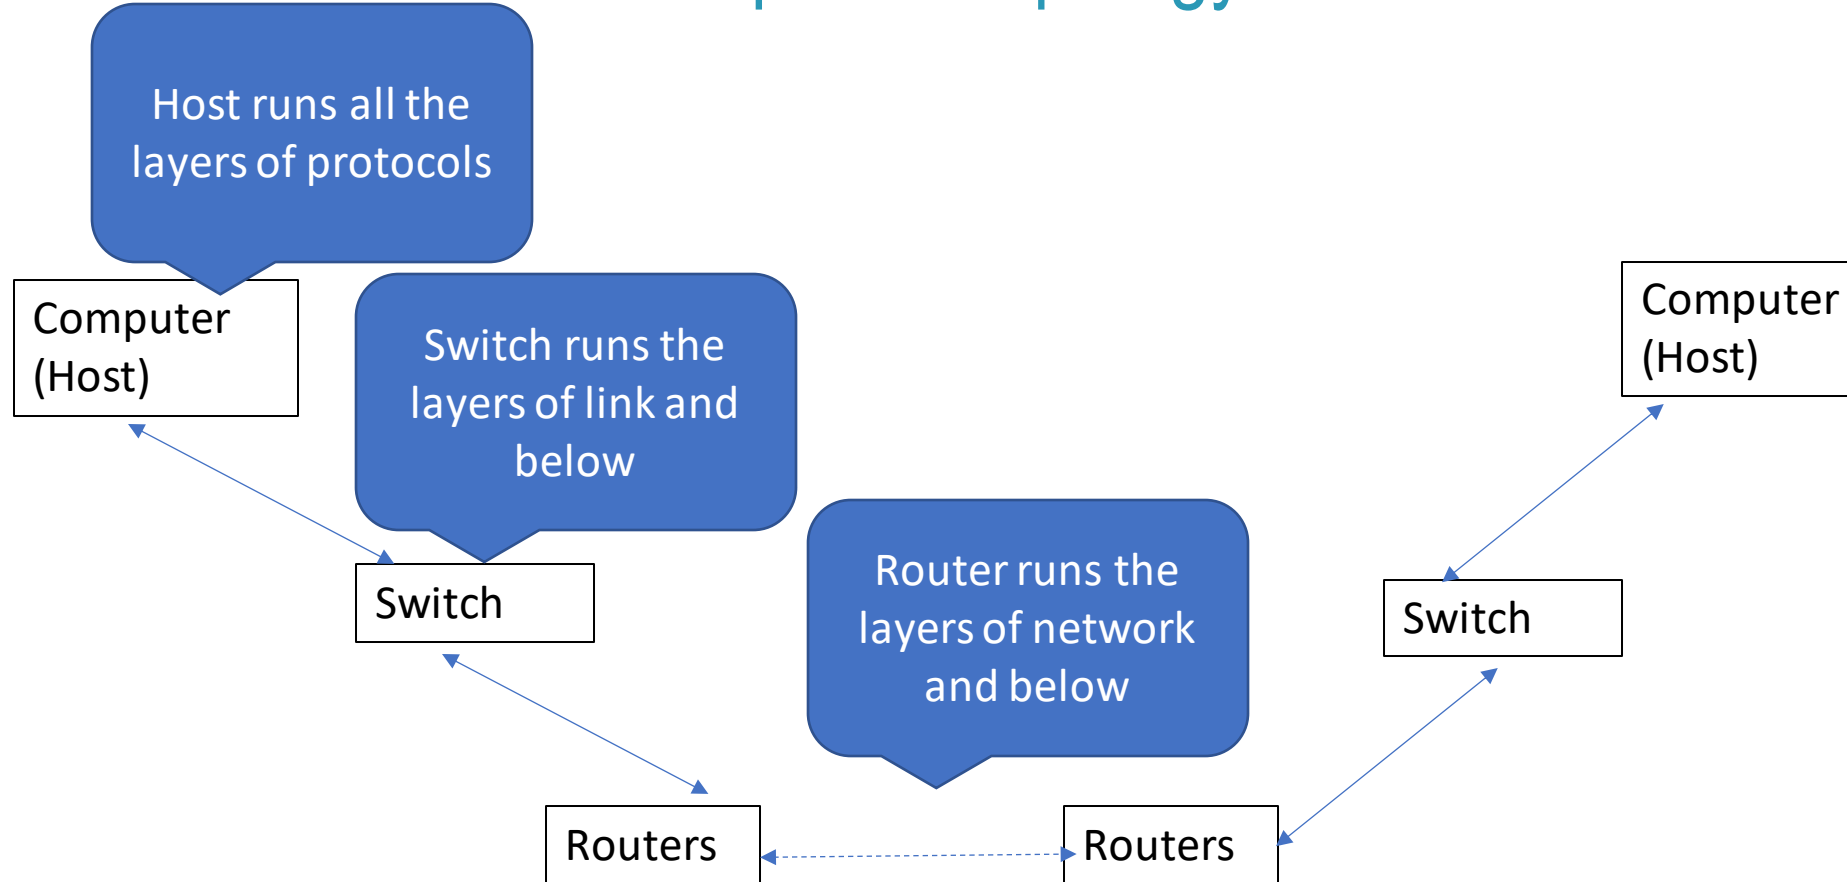 Host runs all the
layers of protocols
Computer
(Host)
Switch runs the
layers of link and
below
Computer
(Host)
Switch
Router runs the
layers of network
and below
Switch
Routers
Routers